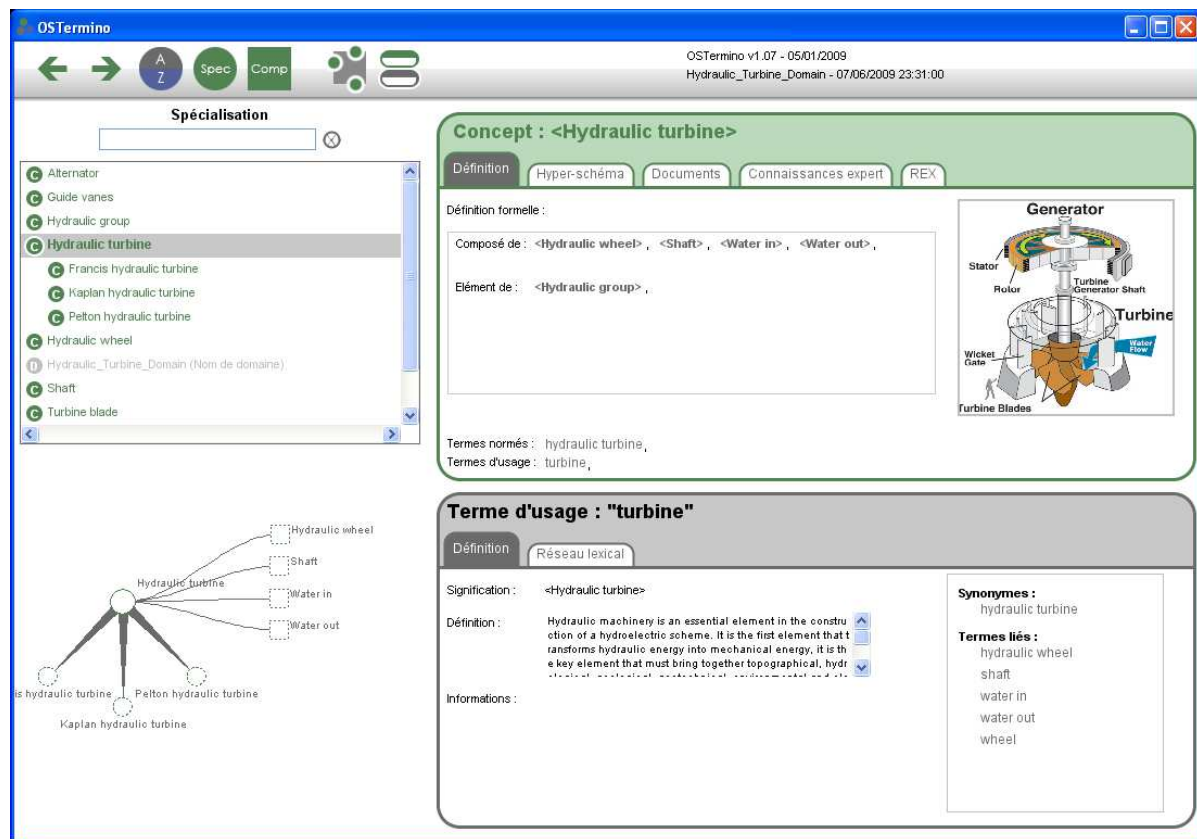 OSTermino
A
Z
Spec
Comp
OSTermino v1.07 - 05/01/2009
Hydraulic_Turbine_Domain - 07/06/2009 23:31:00
Spécialisation
C Alternator
C Guide vanes
C Hydraulic group
C Hydraulic turbine
C Francis hydraulic turbine
C Kaplan hydraulic turbine
C Pelton hydraulic turbine
C Hydraulic wheel
D Hydraulic_Turbine_Domain (Nom de domaine)
C Shaft
C Turbine blade
Hydraulic wheel
Shaft
Hydraulic turbine
Water in
Water out
is hydraulic turbine
Pelton hydraulic turbine
Kaplan hydraulic turbine
Concept : <Hydraulic turbine>
Définition Hyper-schéma Documents Connaissances expert REX
Définition formelle :
Composé de : <Hydraulic wheel> , <Shaft> , <Water in> , <Water out> ,
Elément de : <Hydraulic group> ,
Generator
Stator
Rotor
Turbine
Generator Shaft
Turbine
Water
Flow
Wicket
Gate
Turbine Blades
Termes normés : hydraulic turbine ,
Termes d'usage : turbine ,
Terme d'usage : "turbine"
Définition Réseau lexical
Signification : <Hydraulic turbine>
Définition : Hydraulic machinery is an essential element in the constru
ction of a hydroelectric scheme. It is the first element that t
ransforms hydraulic energy into mechanical energy, it is th
e key element that must bring together topographical, hydr
Informations :
Synonymes :
hydraulic turbine
Termes liés :
hydraulic wheel
shaft
water in
water out
wheel